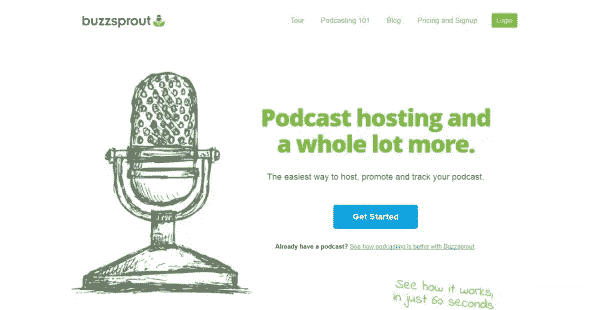 buzzsprout
Tour Podcasting 101 Blog Pricing and Signup Login
Podcast hosting and
a whole lot more.
The easiest way to host, promote and track your podcast.
Get Started
Already have a podcast? See how podcasting is better with Buzzsprout
See how it works,
in just 60 seconds